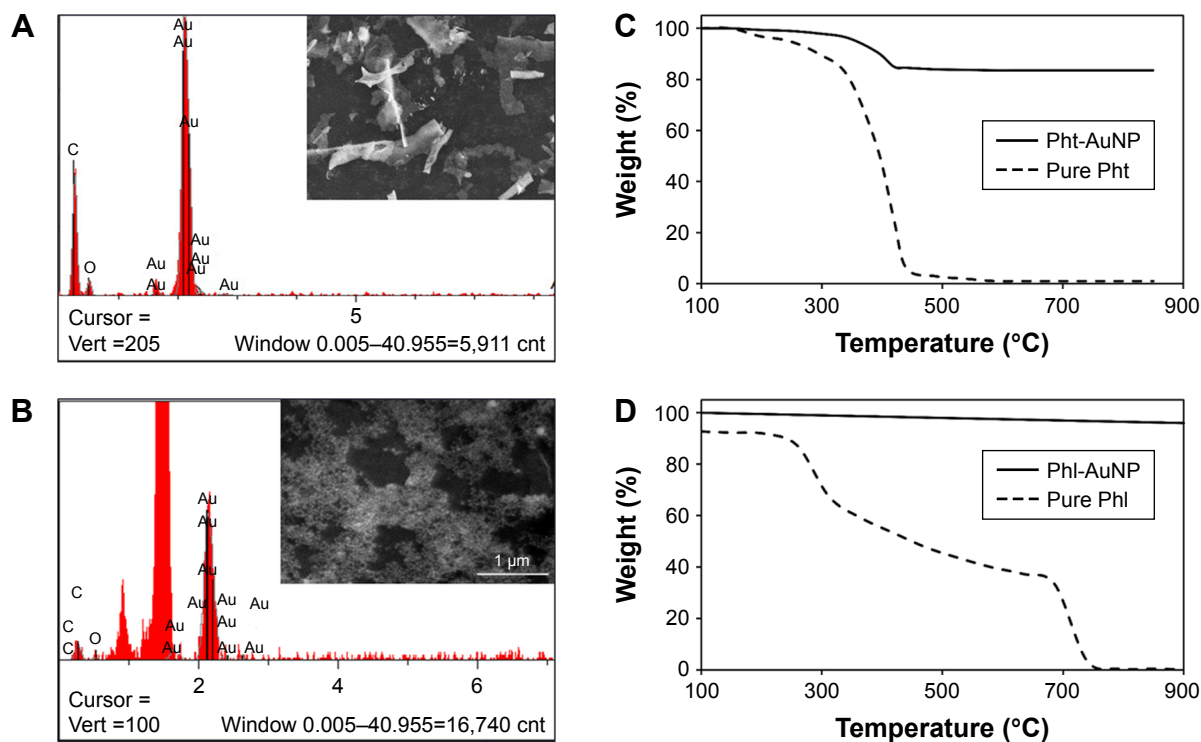 A
Au
Au
Au
C
Au
Au
Au
Au
O
Au
Au
5
Cursor =
Vert =205 Window 0.005–40.955=5,911 cnt
B
Au
Au
Au
C
Au
Au
Au
C
Au
Au
O
C
Au
Au
Au
1 µm
2 4 6
Cursor =
Vert =100 Window 0.005–40.955=16,740 cnt
C
Weight (%)
100
80
60
40
20
0
Pht-AuNP
Pure Pht
100 300 500 700 900
Temperature (°C)
D
Weight (%)
100
80
60
40
20
0
Phl-AuNP
Pure Phl
100 300 500 700 900
Temperature (°C)